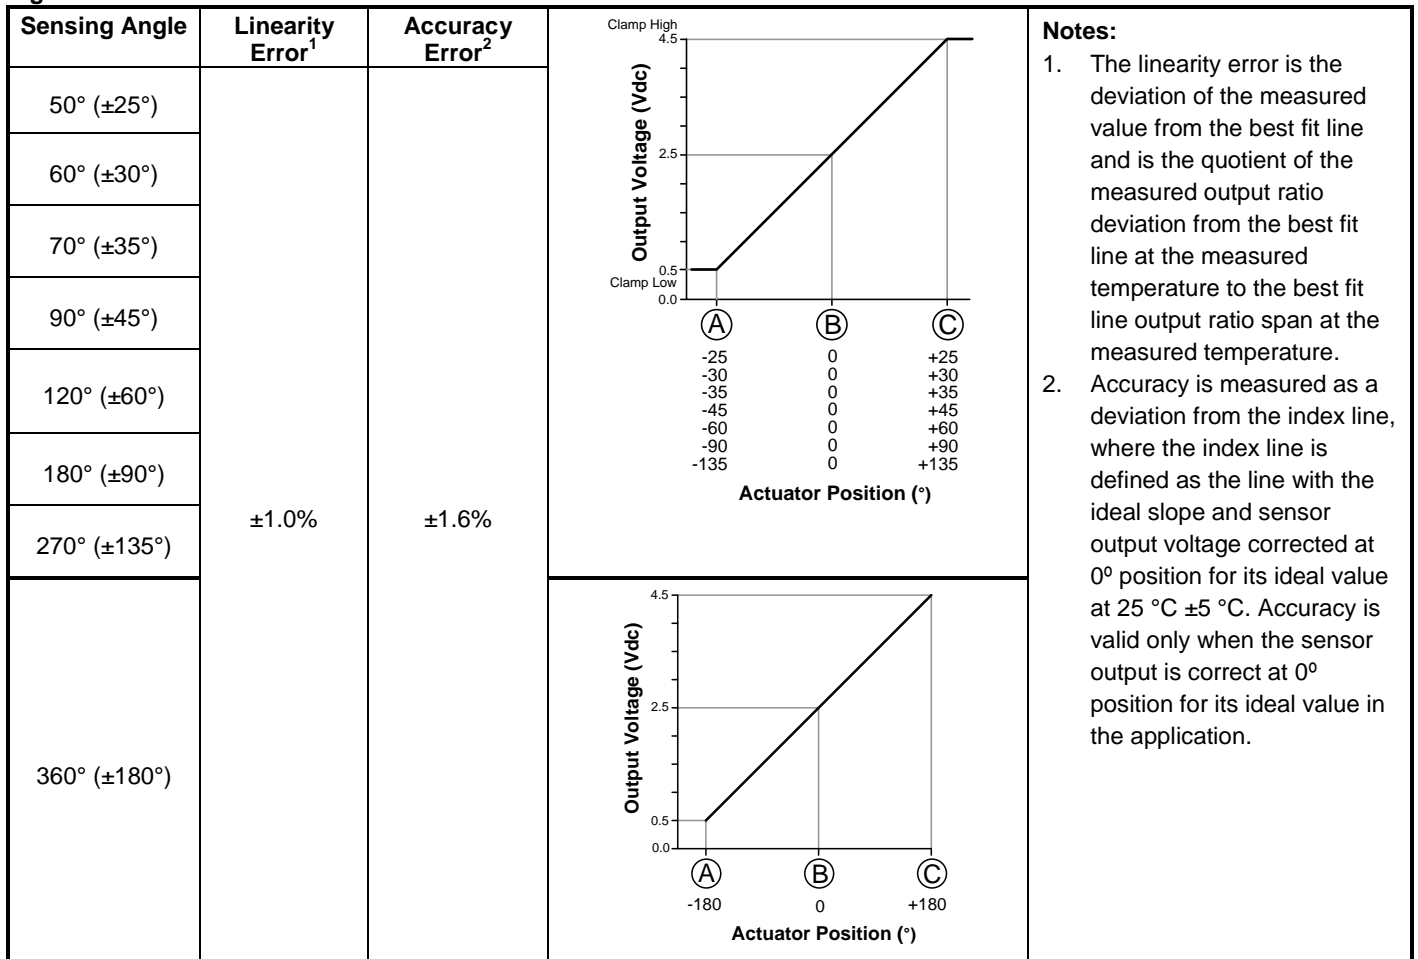 Sensing Angle
Linearity
Error1
Accuracy
Error2
50° (±25°)
60° (±30°)
70° (±35°)
90° (±45°)
120° (±60°)
180° (±90°)
270° (±135°)
360° (±180°)
±1.0%
±1.6%
Clamp High
4.5
2.5
0.5
Clamp Low
0.0
Output Voltage (Vdc)
A B C
-25 0 +25
-30 0 +30
-35 0 +35
-45 0 +45
-60 0 +60
-90 0 +90
-135 0 +135
Actuator Position (°)
4.5
2.5
0.5
0.0
Output Voltage (Vdc)
A B C
-180 0 +180
Actuator Position (°)
Notes:
1. The linearity error is the
deviation of the measured
value from the best fit line
and is the quotient of the
measured output ratio
deviation from the best fit
line at the measured
temperature to the best fit
line output ratio span at the
measured temperature.
2. Accuracy is measured as a
deviation from the index line,
where the index line is
defined as the line with the
ideal slope and sensor
output voltage corrected at
0º position for its ideal value
at 25 °C ±5 °C. Accuracy is
valid only when the sensor
output is correct at 0º
position for its ideal value in
the application.